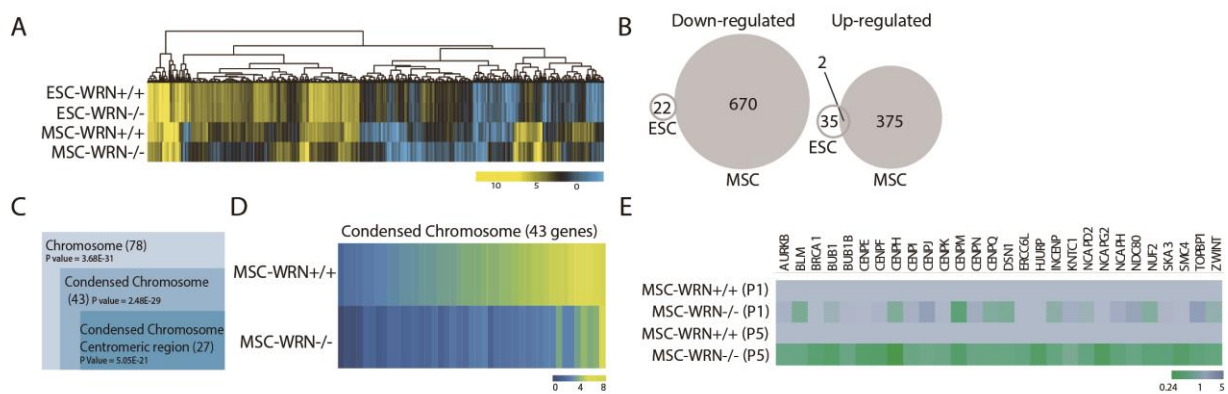 A
ESC-WRN+/+
ESC-WRN-/-
MSC-WRN+/+
MSC-WRN-/-
10 5 0
B
Down-regulated Up-regulated
2
22 670 35 375
ESC ESC
MSC MSC
C
Chromosome (78)
P value = 3.68E-31
Condensed Chromosome
(43) P value = 2.48E-29
Condensed Chromosome
Centromeric region (27)
P Value = 5.05E-21
D
Condensed Chromosome (43 genes)
MSC-WRN+/+
MSC-WRN-/-
0 4 8
E
AURKB
BLM
BRCA1
BUB1
BUB1B
CENPE
CENPF
CENPH
CENPI
CENPJ
CENPK
CENPM
CENPN
CENPQ
DSN1
ERCC6L
HJURP
INCENP
KNTC1
NCAPD2
NCAPG2
NCAPH
NDC80
NUF2
SKA3
SMC4
TOPBP1
ZWINT
MSC-WRN+/+ (P1)
MSC-WRN-/- (P1)
MSC-WRN+/+ (P5)
MSC-WRN-/- (P5)
0.24 1 5